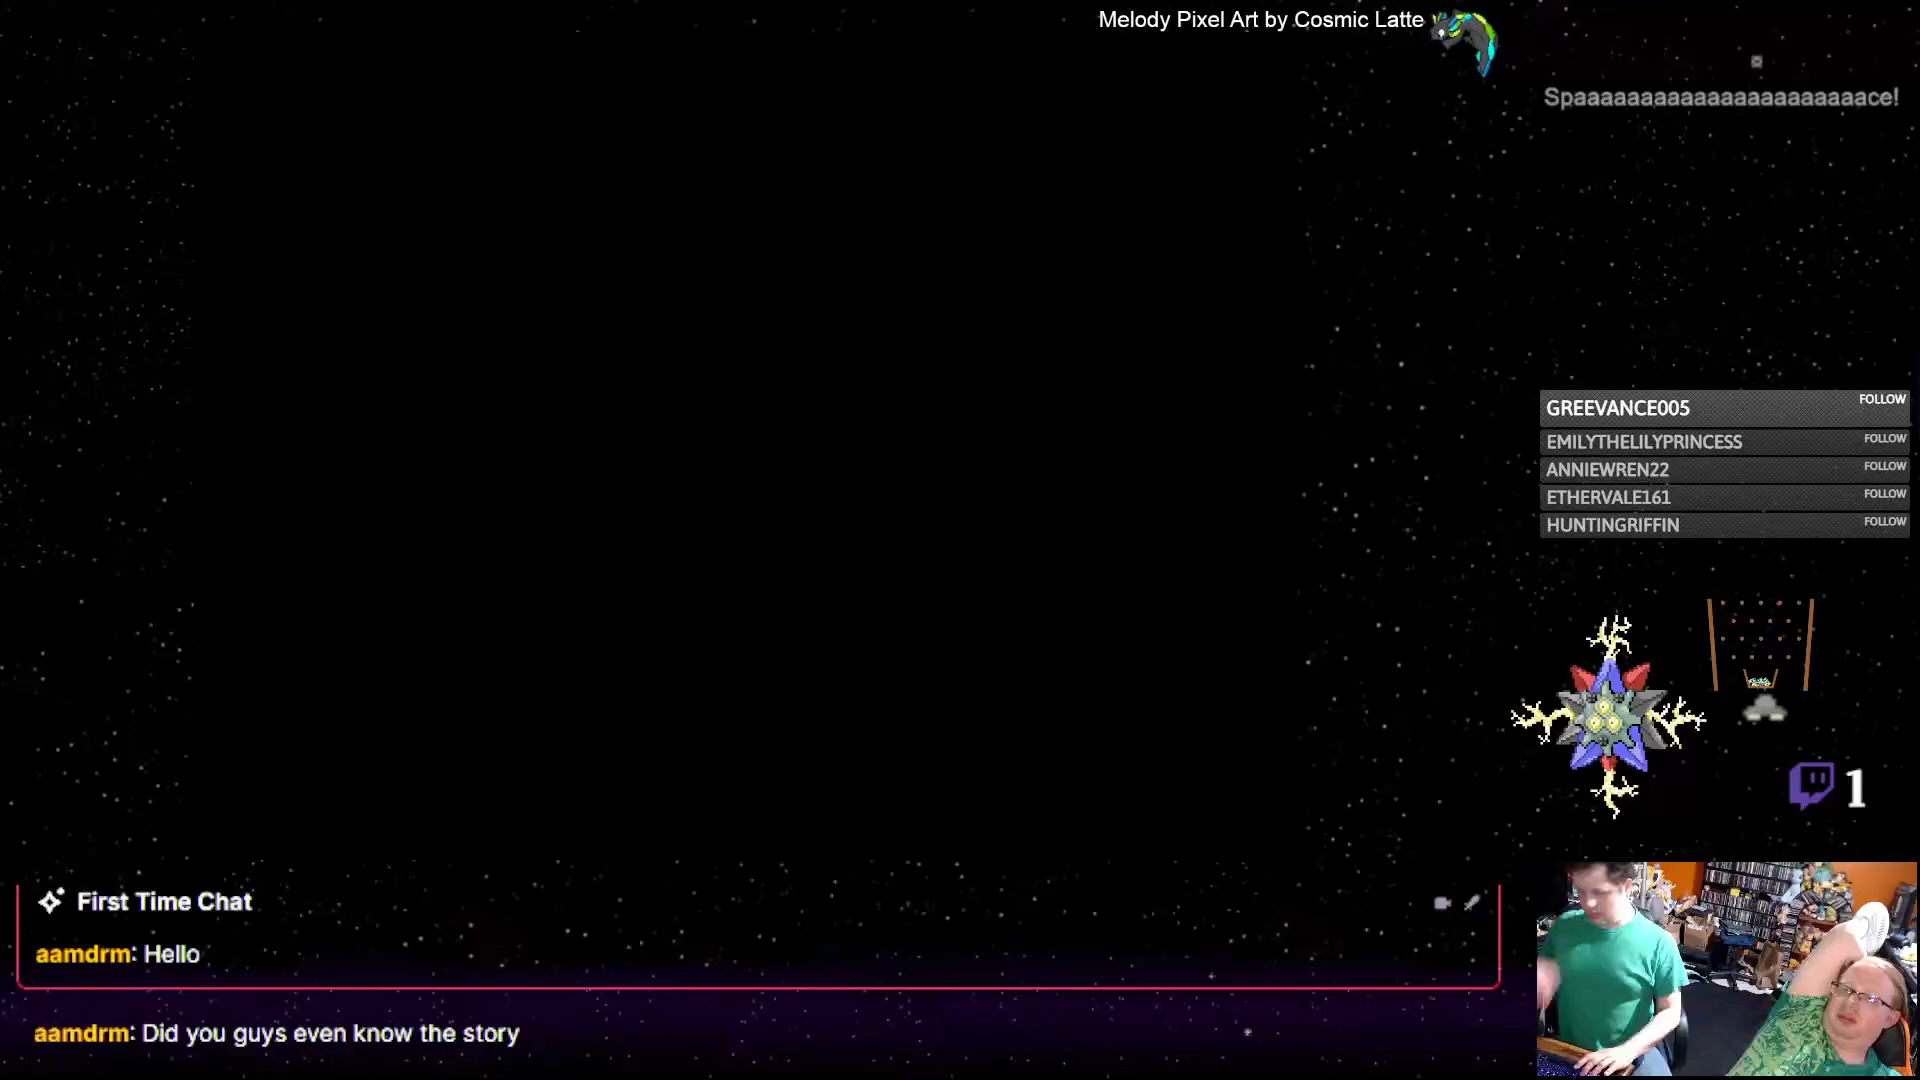 Melody Pixel Art by Cosmic Latte
Spaaaaaaaaaaaaaaaaaaaaaaace!
GREEVANCE005 FOLLOW
EMILYTHELILYPRINCESS FOLLOW
ANNIEWREN22 FOLLOW
ETHERVALE161 FOLLOW
HUNTINGRIFFIN FOLLOW
1
First Time Chat
aamdrm: Hello
aamdrm: Did you guys even know the story